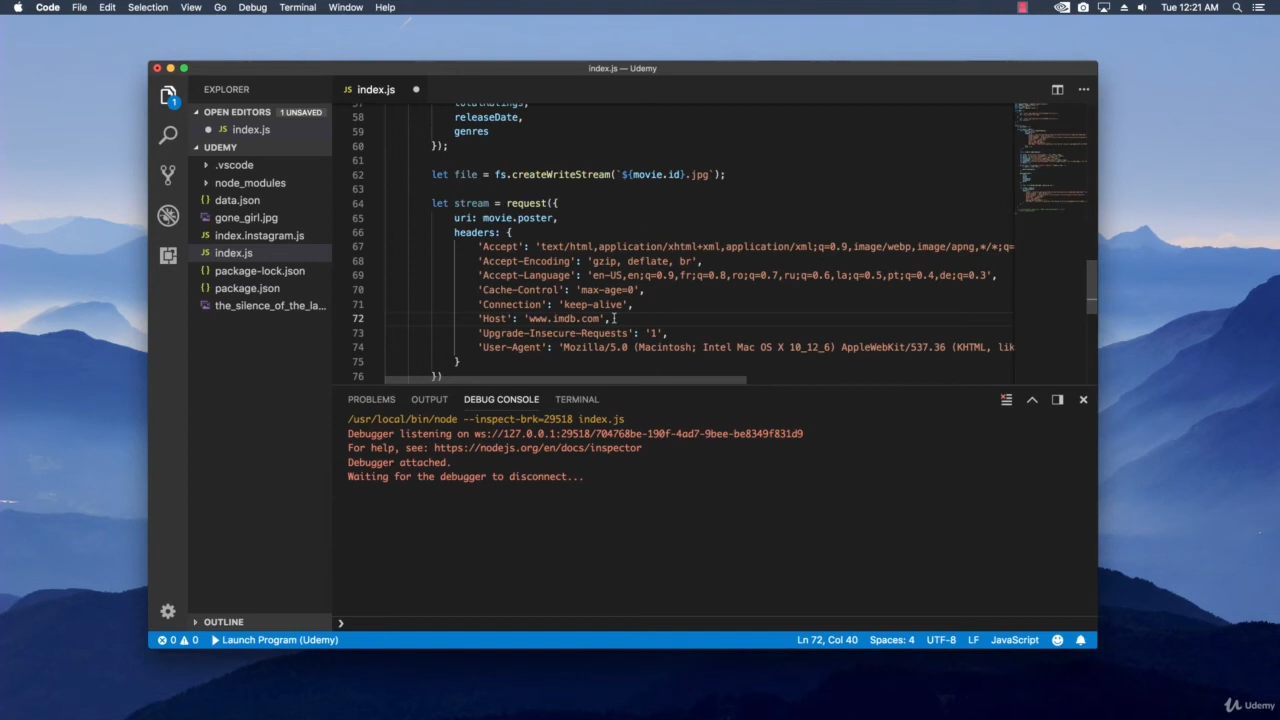 Code File Edit Selection View Go Debug Terminal Window Help Tue 12:21 AM
index.js — Udemy
EXPLORER
OPEN EDITORS 1 UNSAVED
JS index.js
UDEMY
.vscode
node_modules
{} data.json
gone_girl.jpg
JS index.instagram.js
JS index.js
{} package-lock.json
{} package.json
the_silence_of_the_la...
OUTLINE
1
JS index.js
57 totalRatings,
58 releaseDate,
59 genres
60 });
61
62 let file = fs.createWriteStream(`${movie.id}.jpg`);
63
64 let stream = request({
65 uri: movie.poster,
66 headers: {
67 'Accept': 'text/html,application/xhtml+xml,application/xml;q=0.9,image/webp,image/apng,*/*;q=
68 'Accept-Encoding': 'gzip, deflate, br',
69 'Accept-Language': 'en-US,en;q=0.9,fr;q=0.8,ro;q=0.7,ru;q=0.6,la;q=0.5,pt;q=0.4,de;q=0.3',
70 'Cache-Control': 'max-age=0',
71 'Connection': 'keep-alive',
72 'Host': 'www.imdb.com',
73 'Upgrade-Insecure-Requests': '1',
74 'User-Agent': 'Mozilla/5.0 (Macintosh; Intel Mac OS X 10_12_6) AppleWebKit/537.36 (KHTML, lik
75 }
76 })
PROBLEMS OUTPUT DEBUG CONSOLE TERMINAL
/usr/local/bin/node --inspect-brk=29518 index.js
Debugger listening on ws://127.0.0.1:29518/704768be-190f-4ad7-9bee-be8349f831d9
For help, see: https://nodejs.org/en/docs/inspector
Debugger attached.
Waiting for the debugger to disconnect...
0 0 Launch Program (Udemy) Ln 72, Col 40 Spaces: 4 UTF-8 LF JavaScript
Udemy